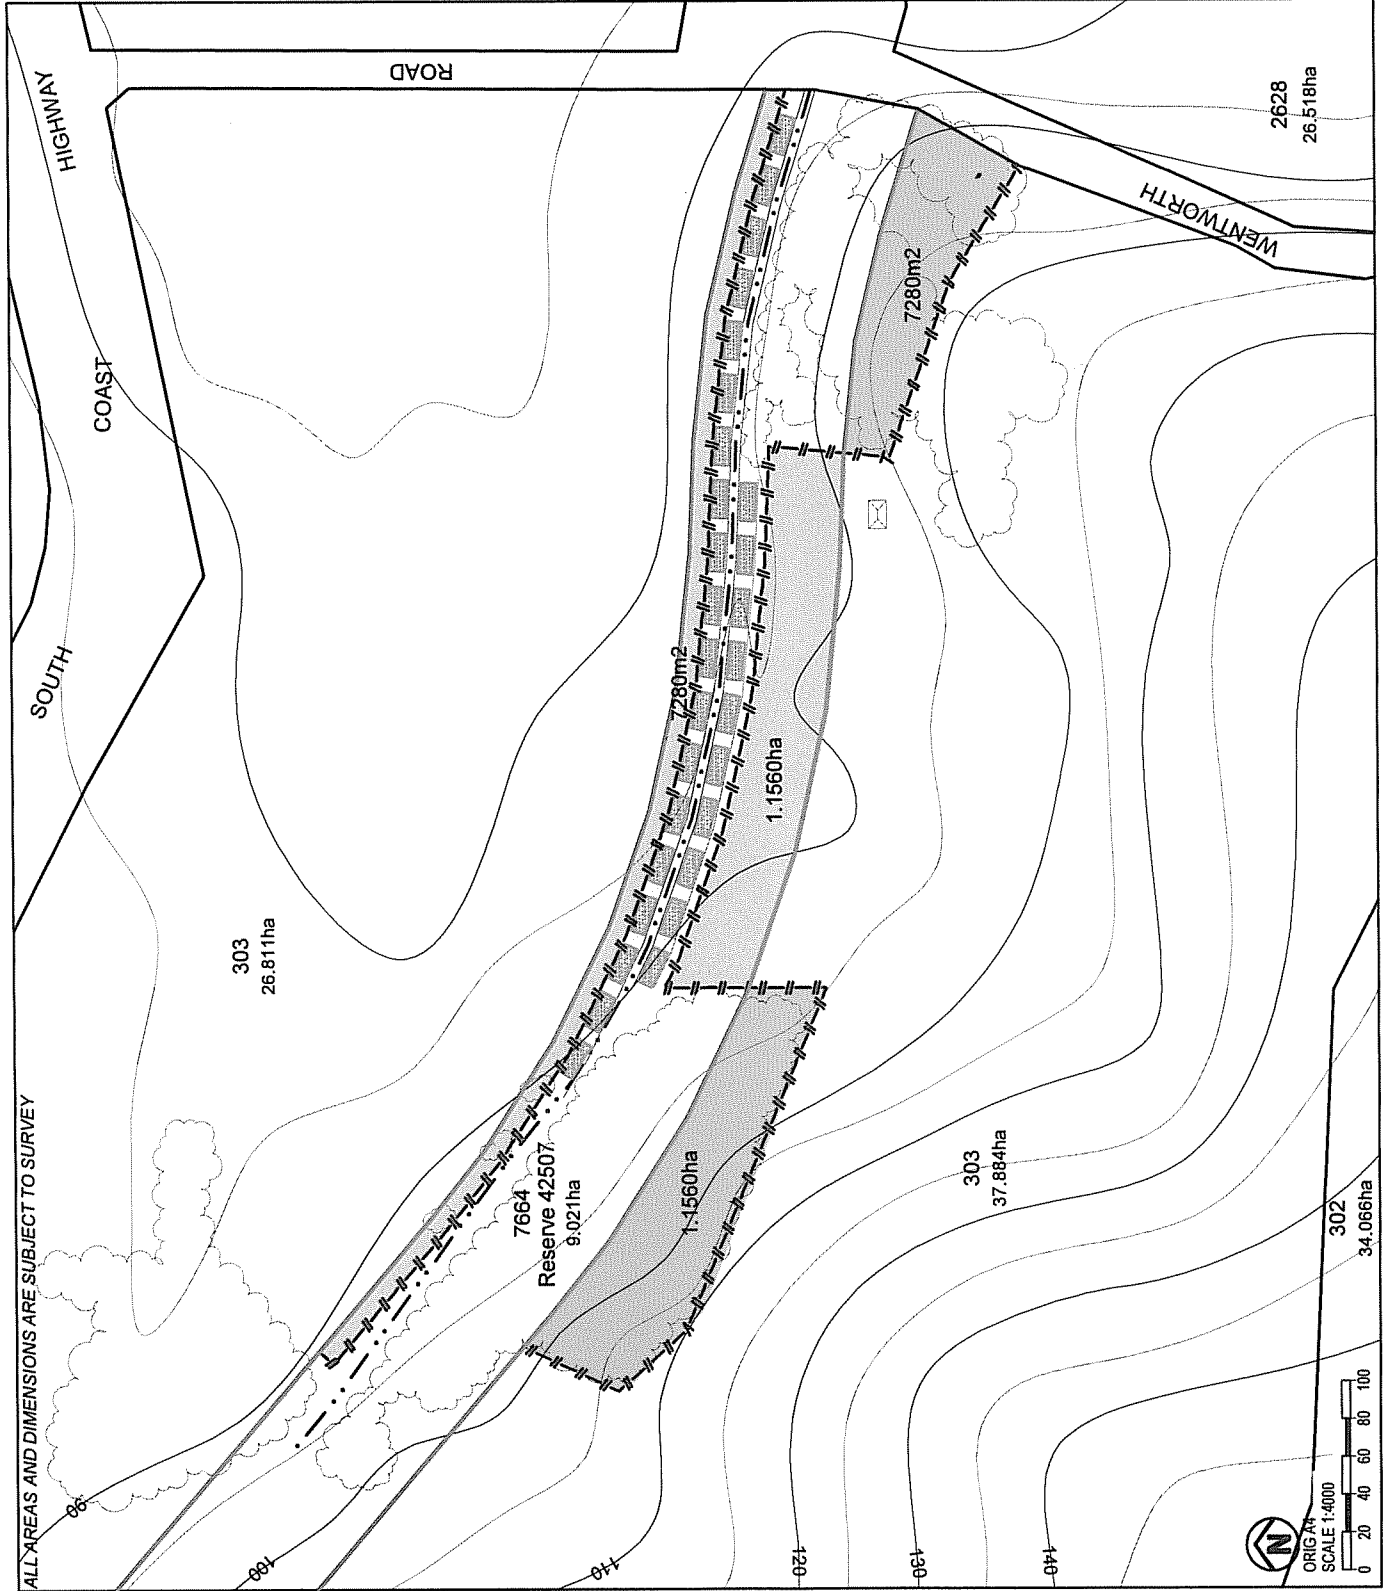 ALL AREAS AND DIMENSIONS ARE SUBJECT TO SURVEY
SOUTH
COAST
HIGHWAY
ROAD
WENTWORTH
2628
26.518ha
303
26.811ha
7280m2
7280m2
1.1560ha
1.1560ha
7664
Reserve 42507
9.021ha
303
37.884ha
302
34.066ha
90
100
110
120
130
140
N
ORIG A4
SCALE 1:4000
0 20 40 60 80 100